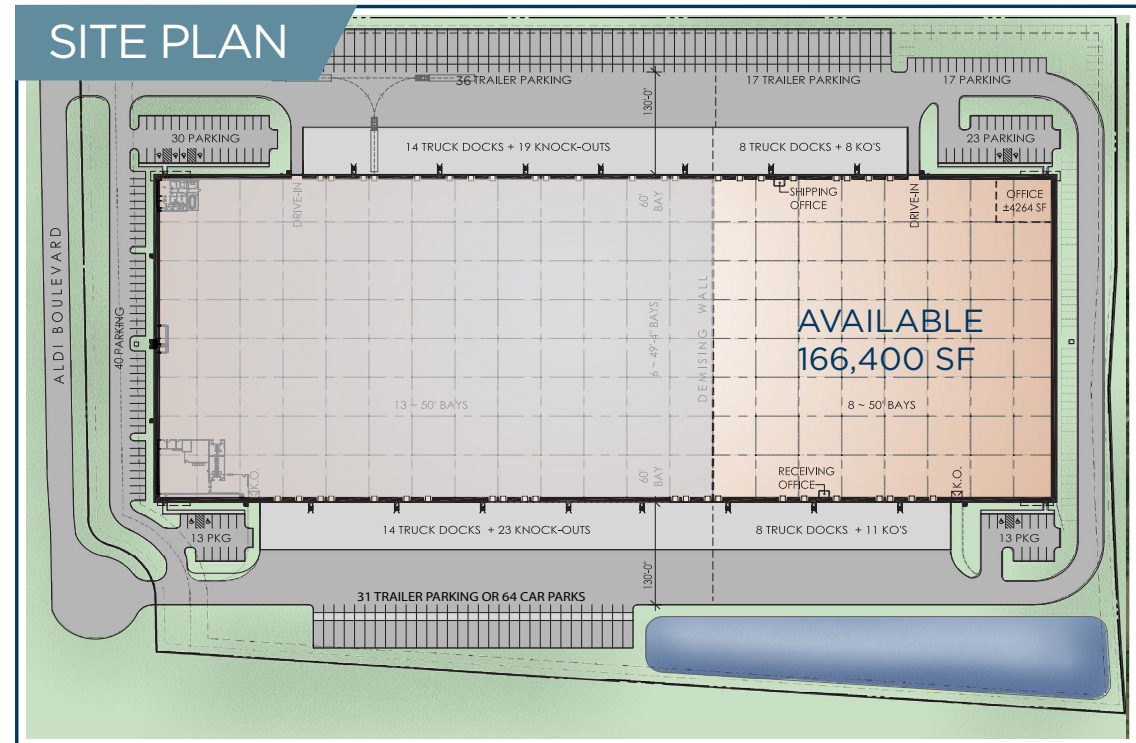 SITE PLAN
36 TRAILER PARKING
17 TRAILER PARKING
17 PARKING
130'-0"
30 PARKING
14 TRUCK DOCKS + 19 KNOCK-OUTS
8 TRUCK DOCKS + 8 KO'S
23 PARKING
DRIVE-IN
60'
BAY
SHIPPING
OFFICE
DRIVE-IN
OFFICE
±4264 SF
ALDI BOULEVARD
40 PARKING
6 ~ 49'-4" BAYS
DEMISING WALL
AVAILABLE
166,400 SF
13 ~ 50' BAYS
8 ~ 50' BAYS
K.O.
60'
BAY
RECEIVING
OFFICE
K.O.
13 PKG
14 TRUCK DOCKS + 23 KNOCK-OUTS
8 TRUCK DOCKS + 11 KO'S
13 PKG
130'-0"
31 TRAILER PARKING OR 64 CAR PARKS